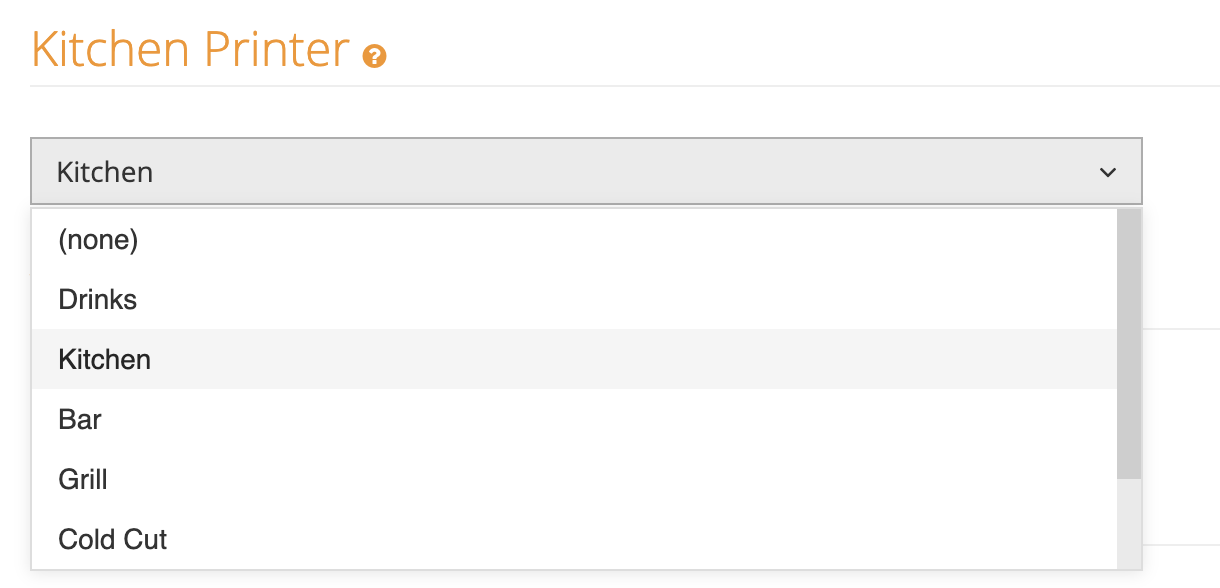 Kitchen Printer ?
Kitchen
(none)
Drinks
Kitchen
Bar
Grill
Cold Cut